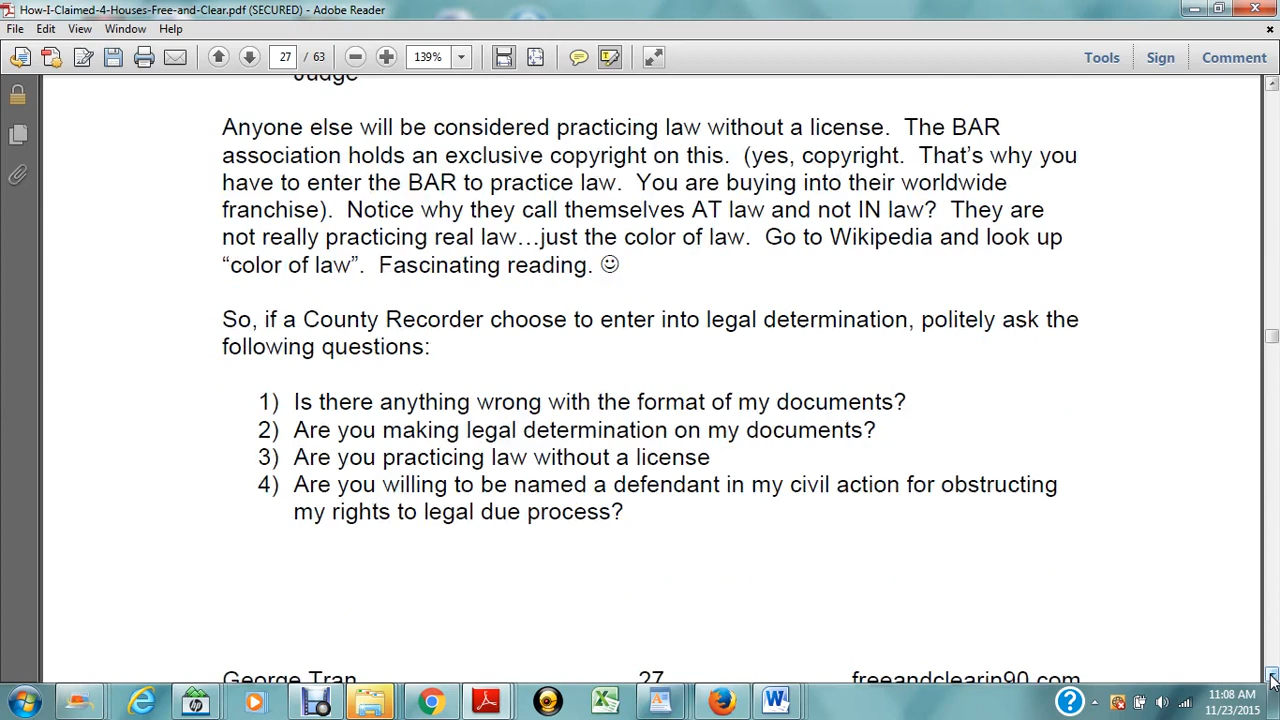 How-I-Claimed-4-Houses-Free-and-Clear.pdf (SECURED) - Adobe Reader
File Edit View Window Help
27 / 63 139% Tools Sign Comment
Judge
Anyone else will be considered practicing law without a license. The BAR
association holds an exclusive copyright on this. (yes, copyright. That’s why you
have to enter the BAR to practice law. You are buying into their worldwide
franchise). Notice why they call themselves AT law and not IN law? They are
not really practicing real law…just the color of law. Go to Wikipedia and look up
“color of law”. Fascinating reading. ☺
So, if a County Recorder choose to enter into legal determination, politely ask the
following questions:
1) Is there anything wrong with the format of my documents?
2) Are you making legal determination on my documents?
3) Are you practicing law without a license
4) Are you willing to be named a defendant in my civil action for obstructing
my rights to legal due process?
George Tran 27 freeandclearin90.com
11:08 AM
11/23/2015